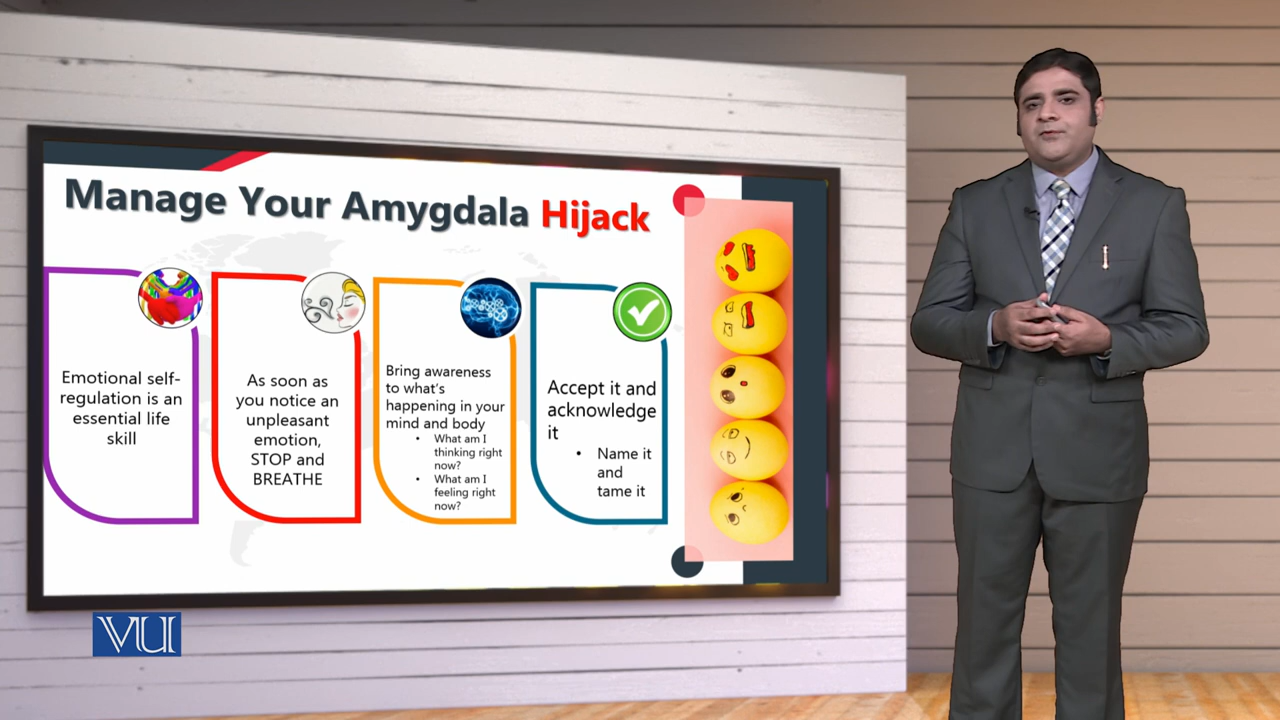 Manage Your Amygdala Hijack
Emotional self-
regulation is an
essential life
skill
As soon as
you notice an
unpleasant
emotion,
STOP and
BREATHE
Bring awareness
to what's
happening in your
mind and body
• What am I
thinking right
now?
• What am I
feeling right
now?
Accept it and
acknowledge
it
• Name it
and
tame it
VU